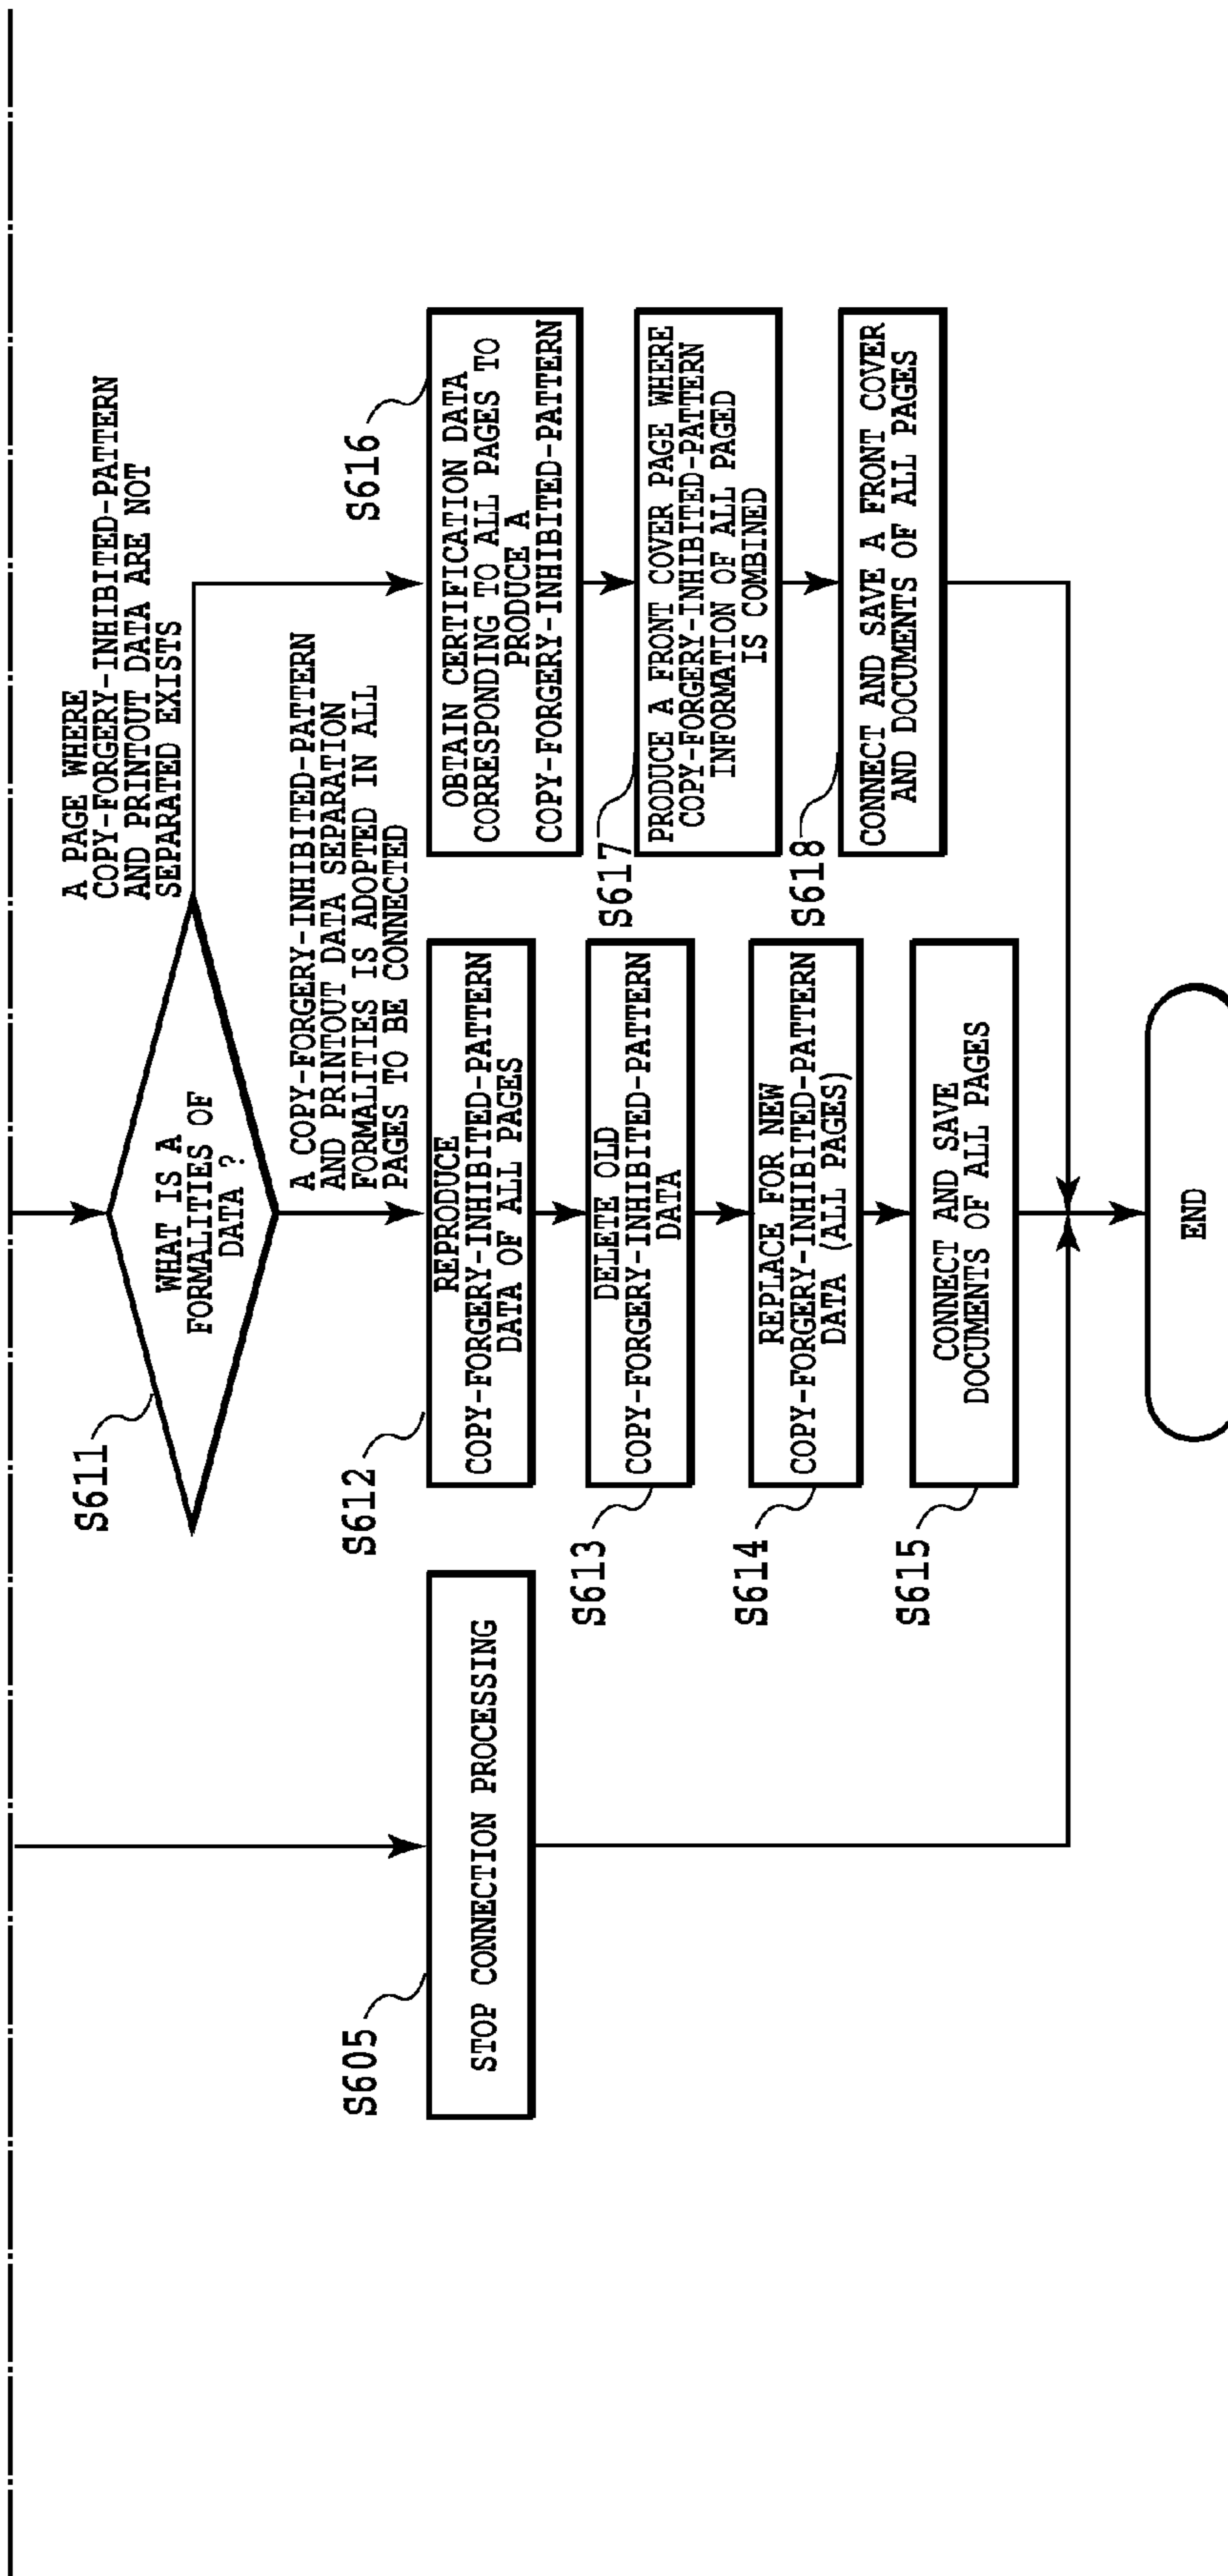 A PAGE WHERE
COPY-FORGERY-INHIBITED-PATTERN
AND PRINTOUT DATA ARE NOT
SEPARATED EXISTS
S611
WHAT IS A
FORMALITIES OF
DATA ?
A COPY-FORGERY-INHIBITED-PATTERN
AND PRINTOUT DATA SEPARATION
FORMALITIES IS ADOPTED IN ALL
PAGES TO BE CONNECTED
S605
STOP CONNECTION PROCESSING
S612
REPRODUCE
COPY-FORGERY-INHIBITED-PATTERN
DATA OF ALL PAGES
S613
DELETE OLD
COPY-FORGERY-INHIBITED-PATTERN
DATA
S614
REPLACE FOR NEW
COPY-FORGERY-INHIBITED-PATTERN
DATA (ALL PAGES)
S615
CONNECT AND SAVE
DOCUMENTS OF ALL PAGES
S616
OBTAIN CERTIFICATION DATA
CORRESPONDING TO ALL PAGES TO
PRODUCE A
COPY-FORGERY-INHIBITED-PATTERN
S617
PRODUCE A FRONT COVER PAGE WHERE
COPY-FORGERY-INHIBITED-PATTERN
INFORMATION OF ALL PAGED
IS COMBINED
S618
CONNECT AND SAVE A FRONT COVER
AND DOCUMENTS OF ALL PAGES
END